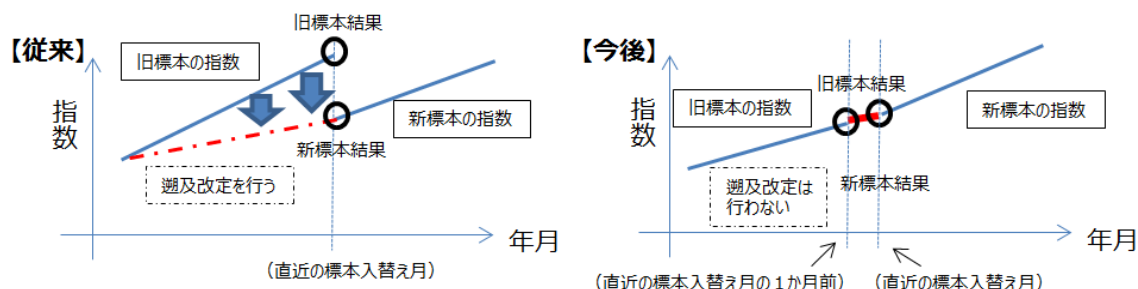 【従来】
旧標本結果
旧標本の指数
指数
新標本の指数
新標本結果
遡及改定を行う
年月
（直近の標本入替え月）
【今後】
旧標本結果
旧標本の指数
新標本の指数
指数
遡及改定は
行わない
新標本結果
年月
（直近の標本入替え月の１か月前）
（直近の標本入替え月）